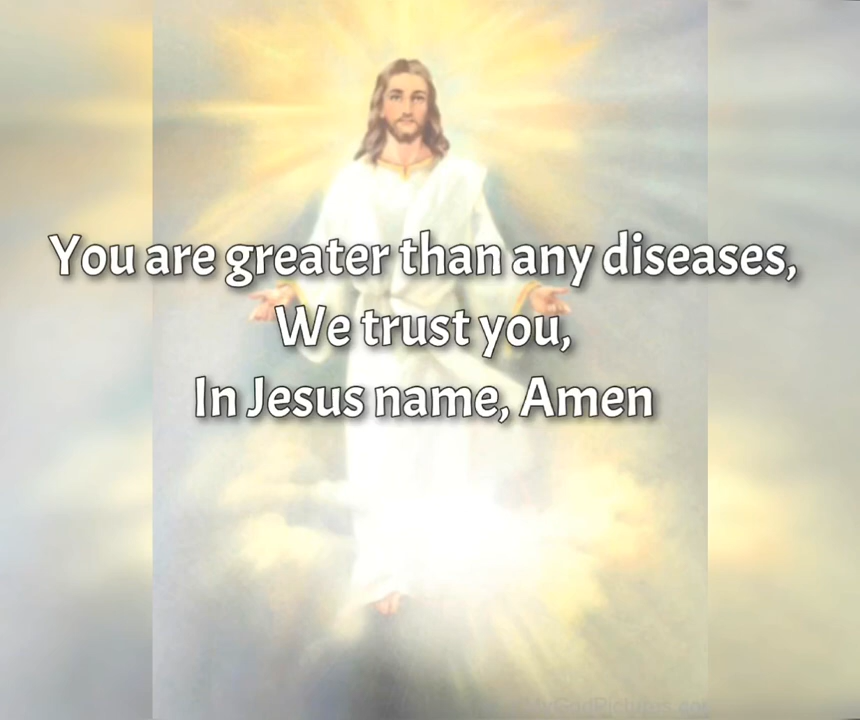 You are greater than any diseases,
We trust you,
In Jesus name, Amen